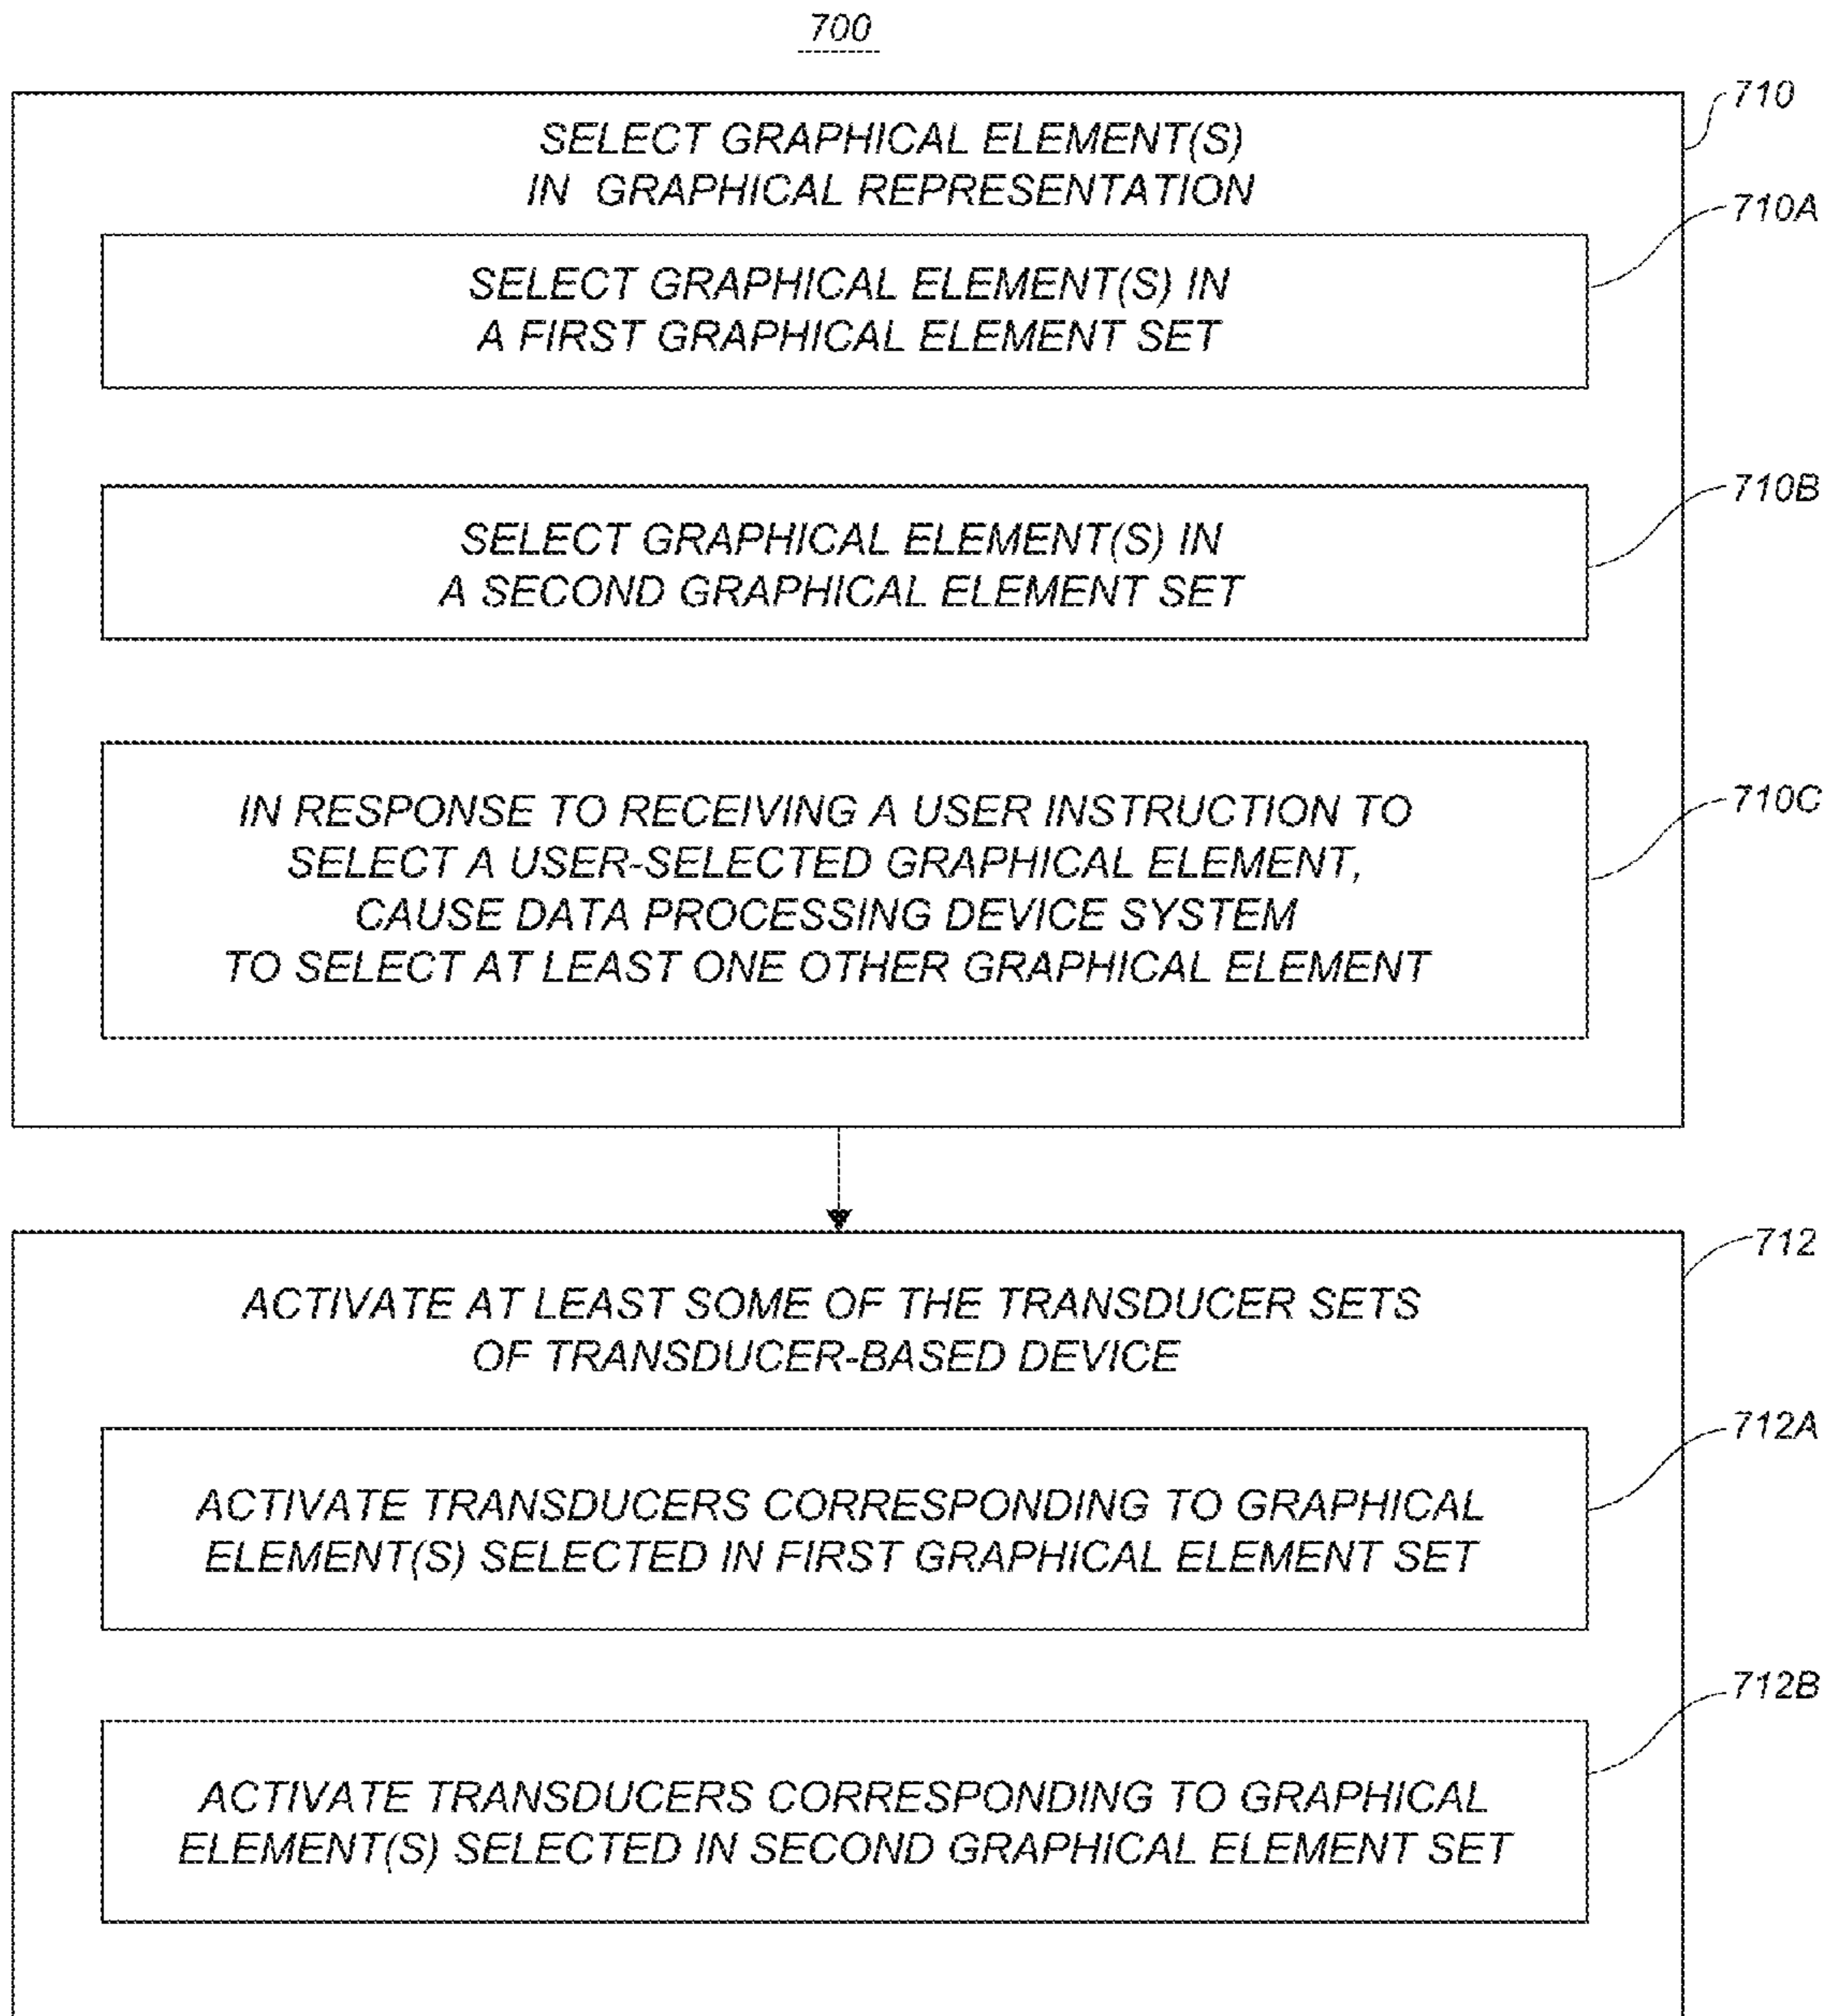 700
710
SELECT GRAPHICAL ELEMENT(S)
IN GRAPHICAL REPRESENTATION
710A
SELECT GRAPHICAL ELEMENT(S) IN
A FIRST GRAPHICAL ELEMENT SET
710B
SELECT GRAPHICAL ELEMENT(S) IN
A SECOND GRAPHICAL ELEMENT SET
710C
IN RESPONSE TO RECEIVING A USER INSTRUCTION TO
SELECT A USER-SELECTED GRAPHICAL ELEMENT,
CAUSE DATA PROCESSING DEVICE SYSTEM
TO SELECT AT LEAST ONE OTHER GRAPHICAL ELEMENT
712
ACTIVATE AT LEAST SOME OF THE TRANSDUCER SETS
OF TRANSDUCER-BASED DEVICE
712A
ACTIVATE TRANSDUCERS CORRESPONDING TO GRAPHICAL
ELEMENT(S) SELECTED IN FIRST GRAPHICAL ELEMENT SET
712B
ACTIVATE TRANSDUCERS CORRESPONDING TO GRAPHICAL
ELEMENT(S) SELECTED IN SECOND GRAPHICAL ELEMENT SET